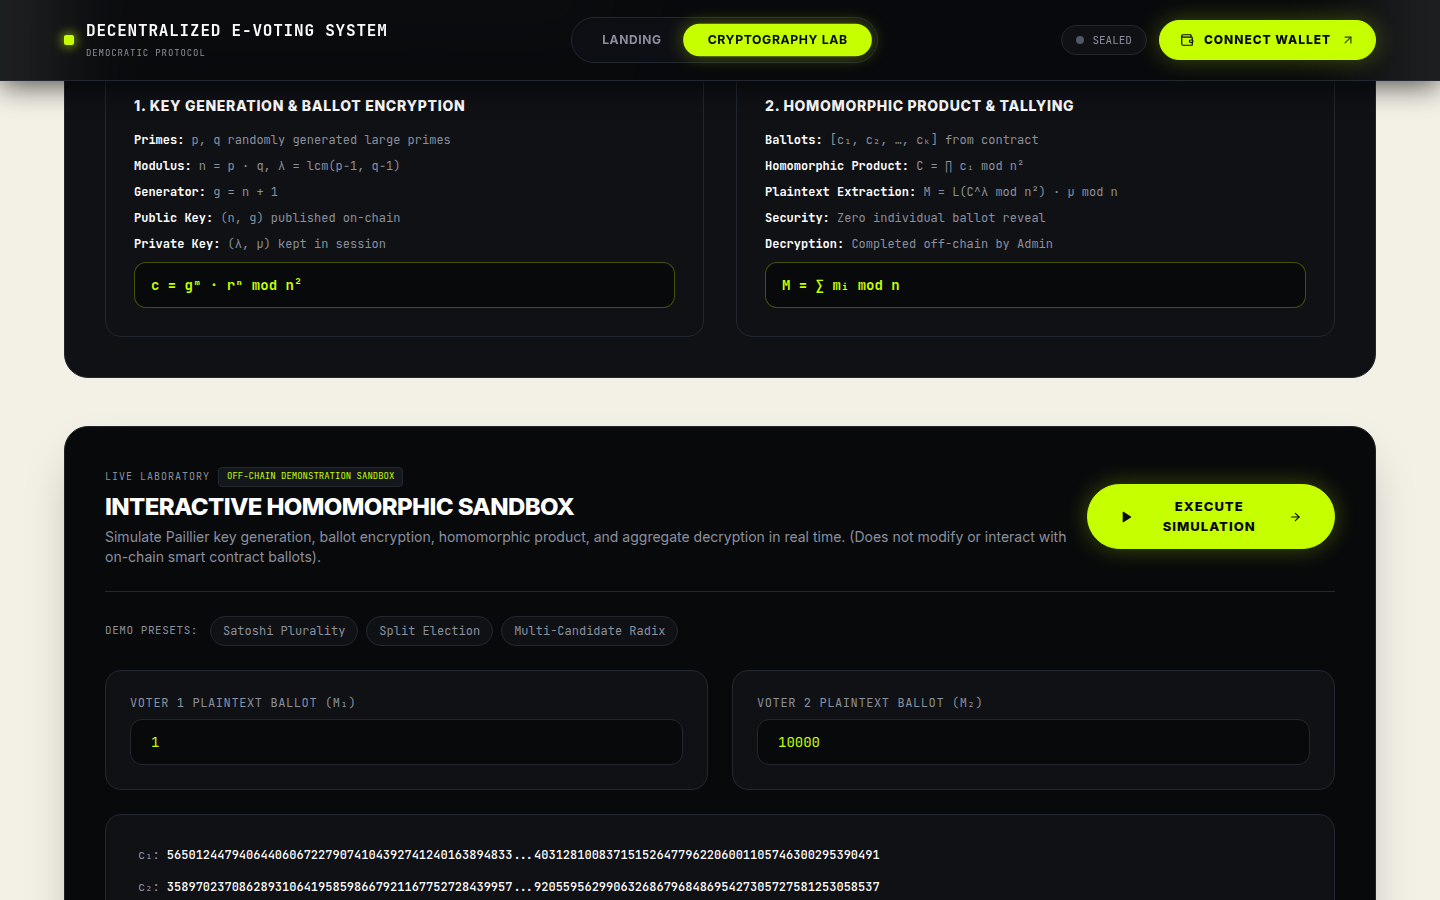 DECENTRALIZED E-VOTING SYSTEM
DEMOCRATIC PROTOCOL
LANDING
CRYPTOGRAPHY LAB
SEALED
CONNECT WALLET
1. KEY GENERATION & BALLOT ENCRYPTION
Primes: p, q randomly generated large primes
Modulus: n = p · q, λ = lcm(p-1, q-1)
Generator: g = n + 1
Public Key: (n, g) published on-chain
Private Key: (λ, μ) kept in session
c = gᵐ · rⁿ mod n²
2. HOMOMORPHIC PRODUCT & TALLYING
Ballots: [c₁, c₂, …, cₖ] from contract
Homomorphic Product: C = ∏ cᵢ mod n²
Plaintext Extraction: M = L(C^λ mod n²) · μ mod n
Security: Zero individual ballot reveal
Decryption: Completed off-chain by Admin
M = ∑ mᵢ mod n
LIVE LABORATORY
OFF-CHAIN DEMONSTRATION SANDBOX
INTERACTIVE HOMOMORPHIC SANDBOX
Simulate Paillier key generation, ballot encryption, homomorphic product, and aggregate decryption in real time. (Does not modify or interact with
on-chain smart contract ballots).
EXECUTE
SIMULATION
DEMO PRESETS:
Satoshi Plurality
Split Election
Multi-Candidate Radix
VOTER 1 PLAINTEXT BALLOT (M₁)
1
VOTER 2 PLAINTEXT BALLOT (M₂)
10000
c₁: 565012447940644060672279074104392741240163894833...40312810083715152647796220600110574630029539​0491
c₂: 35897023708628931064195859866792116775272843​9957...92055956299063268679684869542730572758125305​8537